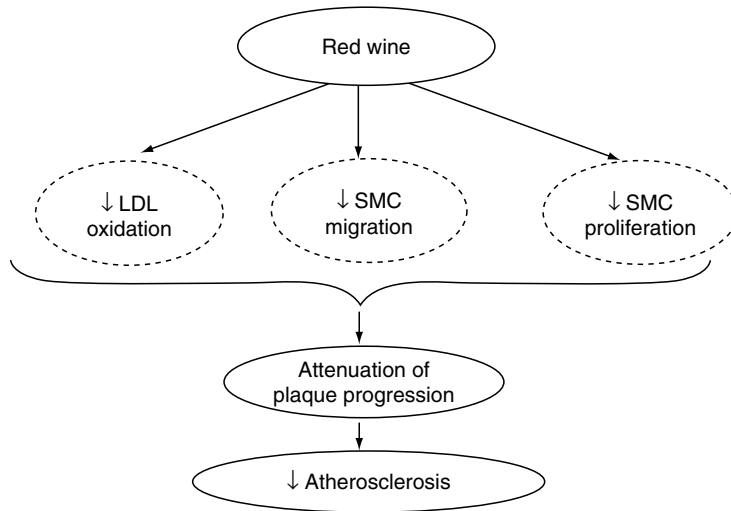 Red wine
↓ LDL
oxidation
↓ SMC
migration
↓ SMC
proliferation
Attenuation of
plaque progression
↓ Atherosclerosis